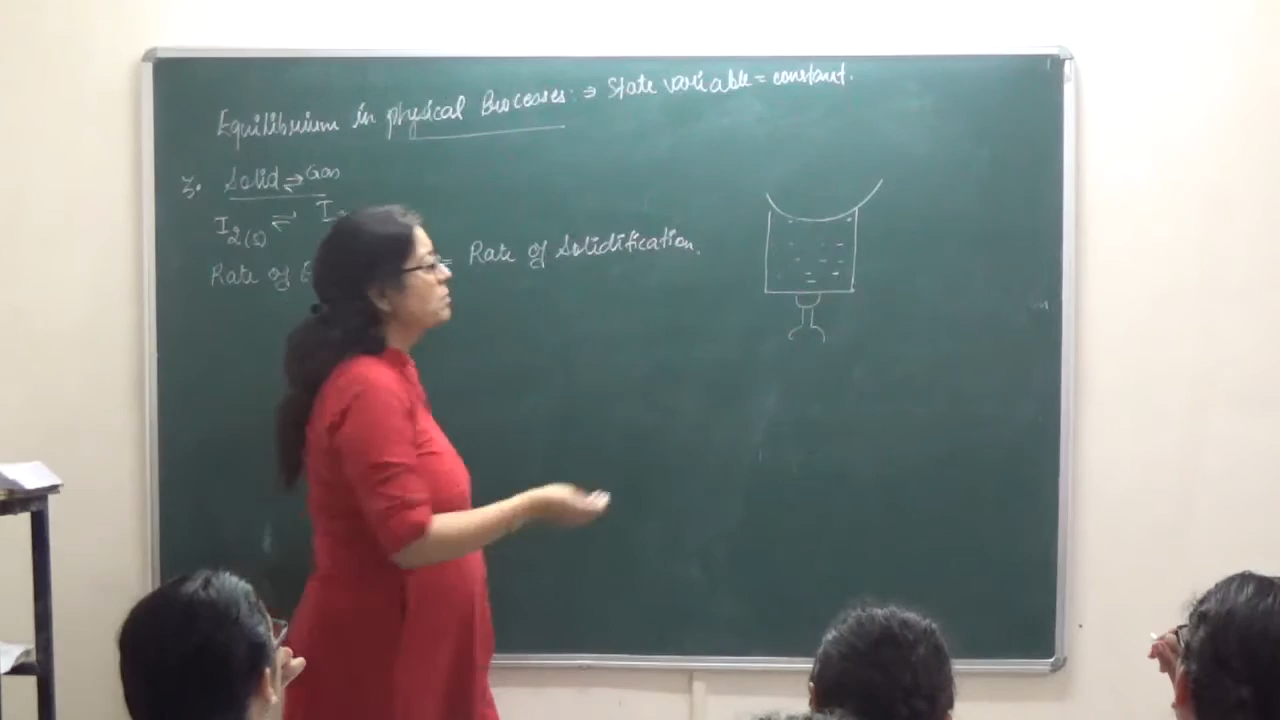 Equilibrium in physical Processes: ⇒ State variable = constant.
3. Solid ⇌ Gas
I2(s) ⇌ I
Rate of = Rate of Solidification.